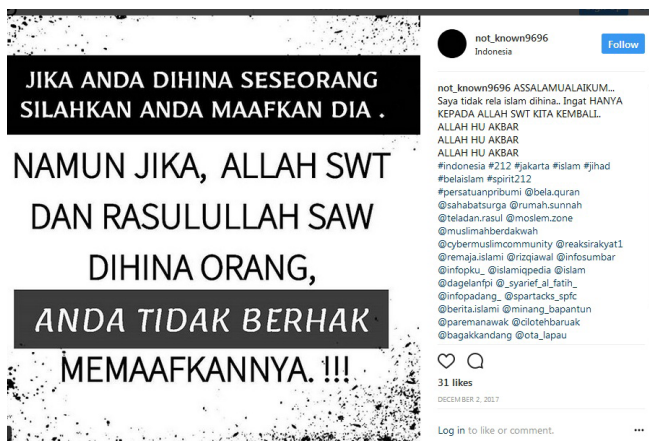 JIKA ANDA DIHINA SESEORANG
SILAHKAN ANDA MAAFKAN DIA .
NAMUN JIKA, ALLAH SWT
DAN RASULULLAH SAW
DIHINA ORANG,
ANDA TIDAK BERHAK
MEMAAFKANNYA. !!!
not_known9696
Indonesia
Follow
not_known9696 ASSALAMUALAIKUM...
Saya tidak rela islam dihina.. Ingat HANYA
KEPADA ALLAH SWT KITA KEMBALI..
ALLAH HU AKBAR
ALLAH HU AKBAR
ALLAH HU AKBAR
#indonesia #212 #jakarta #islam #jihad
#belaislam #spirit212
#persatuanpribumi @bela.quran
@sahabatsurga @rumah.sunnah
@teladan.rasul @moslem.zone
@muslimahberdakwah
@cybermuslimcommunity @reaksirakyat1
@remaja.islami @rizqiawal @infosumbar
@infopku_ @islamiqpedia @islam
@dagelanfpi @_syarief_al_fatih_
@infopadang_ @spartacks_spfc
@berita.islami @minang_bapantun
@paremanawak @cilotehbaruak
@bagakkandang @ota_lapau
31 likes
DECEMBER 2, 2017
Log in to like or comment.